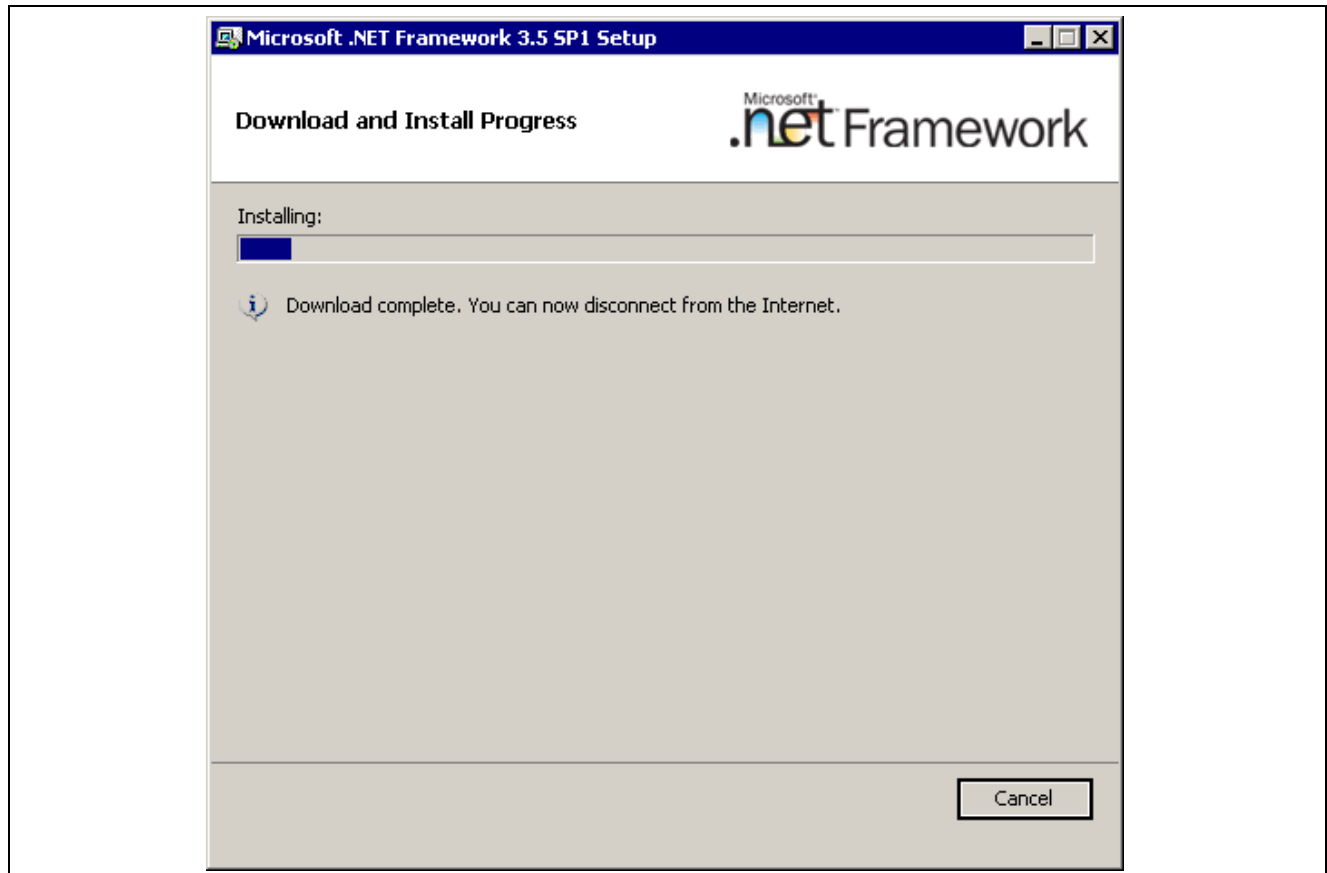 Microsoft .NET Framework 3.5 SP1 Setup
Download and Install Progress
Microsoft
.net Framework
Installing:
Download complete. You can now disconnect from the Internet.
Cancel